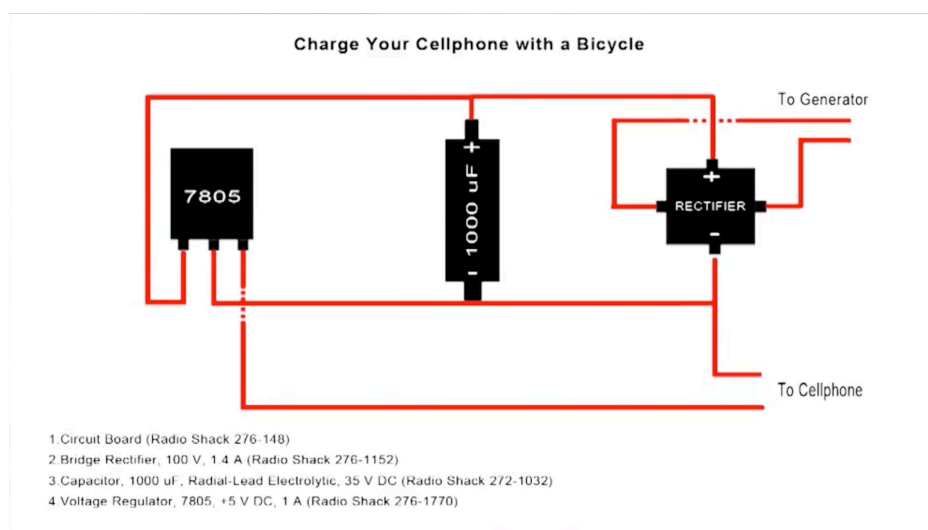 Charge Your Cellphone with a Bicycle
To Generator
7805
+ 1000 uF -
+
RECTIFIER
-
To Cellphone
1.Circuit Board (Radio Shack 276-148)
2.Bridge Rectifier, 100 V, 1.4 A (Radio Shack 276-1152)
3.Capacitor, 1000 uF, Radial-Lead Electrolytic, 35 V DC (Radio Shack 272-1032)
4.Voltage Regulator, 7805, +5 V DC, 1 A (Radio Shack 276-1770)